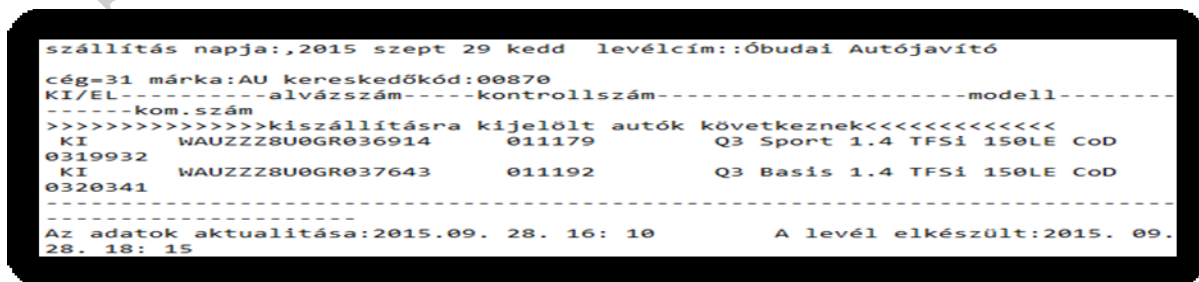 szállítás napja:,2015 szept 29 kedd  levélcím::Óbudai Autójavító
cég=31 márka:AU kereskedőkód:00870
KI/EL----------alvázszám-----kontrollszám---------------------modell--------
------kom.szám
>>>>>>>>>>>>>>>kiszállításra kijelölt autók következnek<<<<<<<<<<<<<
KI      WAUZZZ8U0GR036914     011179        Q3 Sport 1.4 TFSi 150LE CoD
0319932
KI      WAUZZZ8U0GR037643     011192        Q3 Basis 1.4 TFSi 150LE CoD
0320341
----------------------------------------------------------------------------
---------------------
Az adatok aktualitása:2015.09. 28. 16: 10         A levél elkészült:2015. 09.
28. 18: 15